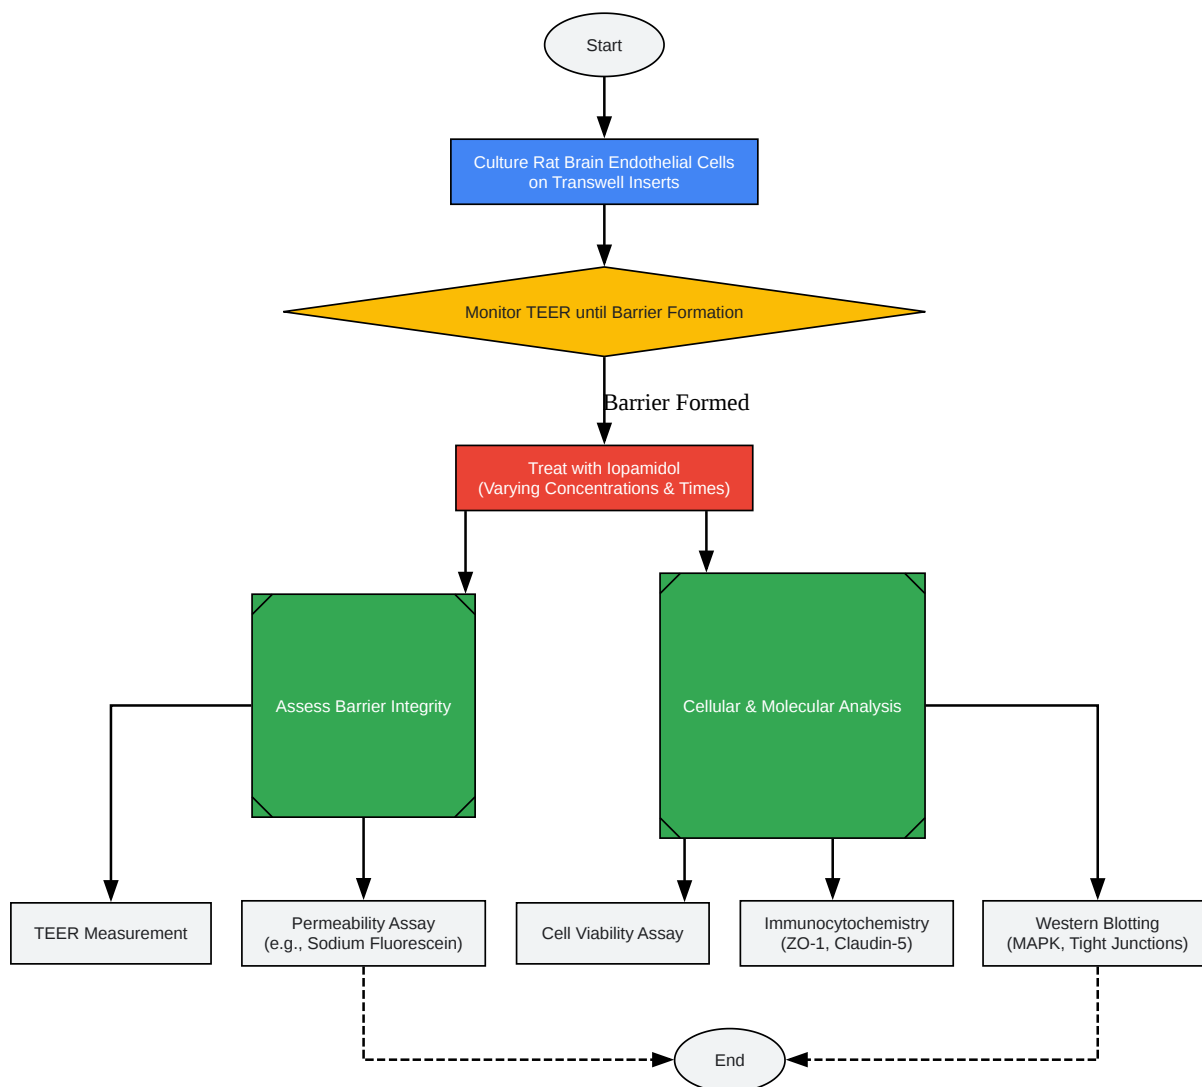 Start
Culture Rat Brain Endothelial Cells
on Transwell Inserts
Monitor TEER until Barrier Formation
Barrier Formed
Treat with Iopamidol
(Varying Concentrations & Times)
Assess Barrier Integrity
Cellular & Molecular Analysis
TEER Measurement
Permeability Assay
(e.g., Sodium Fluorescein)
Cell Viability Assay
Immunocytochemistry
(ZO-1, Claudin-5)
Western Blotting
(MAPK, Tight Junctions)
End